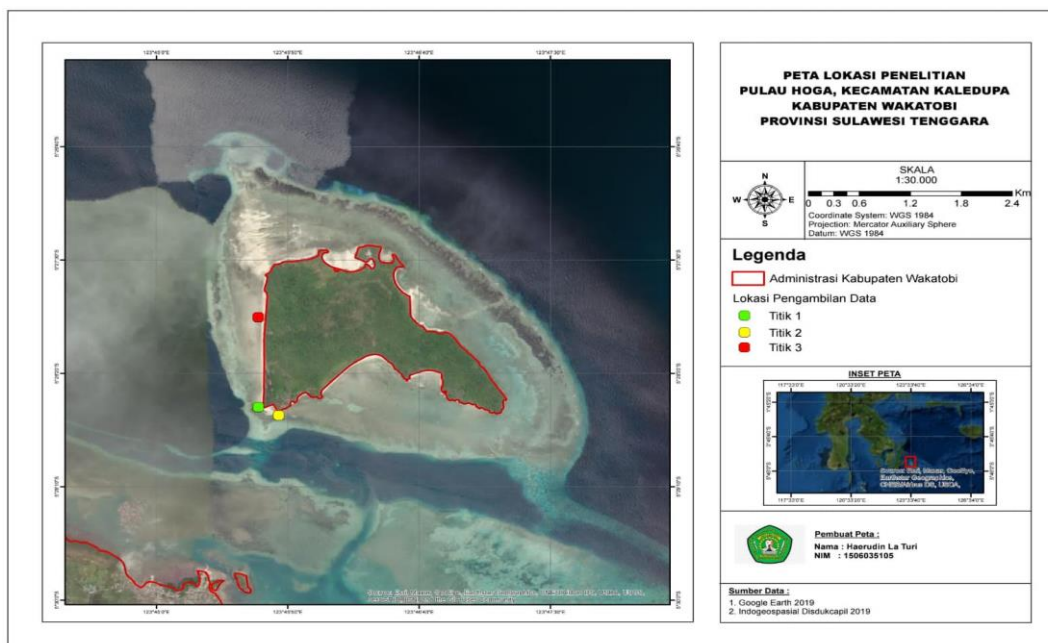 PETA LOKASI PENELITIAN
PULAU HOGA, KECAMATAN KALEDUPA
KABUPATEN WAKATOBI
PROVINSI SULAWESI TENGGARA
N
W E
S
SKALA
1:30.000
Km
0 0.3 0.6 1.2 1.8 2.4
Coordinate System: WGS 1984
Projection: Mercator Auxiliary Sphere
Datum: WGS 1984
Legenda
Administrasi Kabupaten Wakatobi
Lokasi Pengambilan Data
Titik 1
Titik 2
Titik 3
INSET PETA
Earthstar Geographics,
Pembuat Peta :
Nama : Haerudin La Turi
NIM : 1506035105
Sumber Data :
1. Google Earth 2019
2. Indogeospasial Disdukcapil 2019